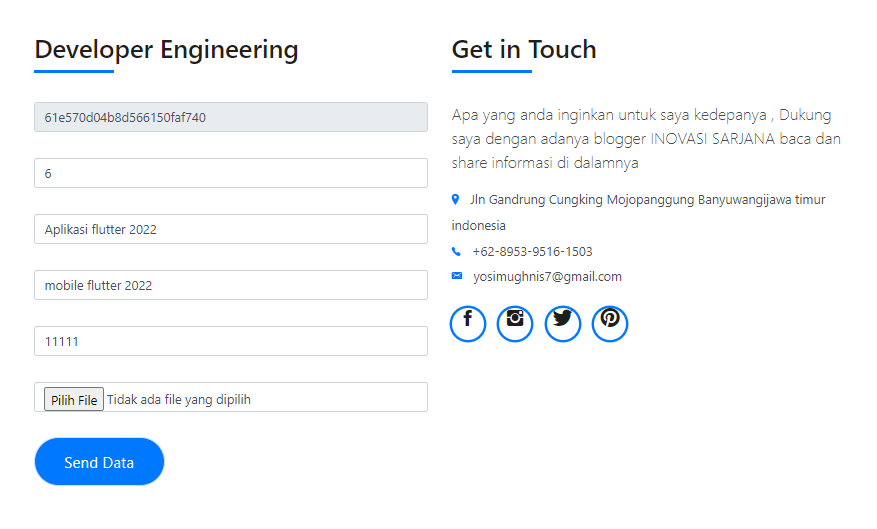 Developer Engineering
61e570d04b8d566150faf740
6
Aplikasi flutter 2022
mobile flutter 2022
11111
Pilih File Tidak ada file yang dipilih
Send Data
Get in Touch
Apa yang anda inginkan untuk saya kedepanya , Dukung
saya dengan adanya blogger INOVASI SARJANA baca dan
share informasi di dalamnya
Jln Gandrung Cungking Mojopanggung Banyuwangijawa timur
indonesia
+62-8953-9516-1503
yosimughnis7@gmail.com